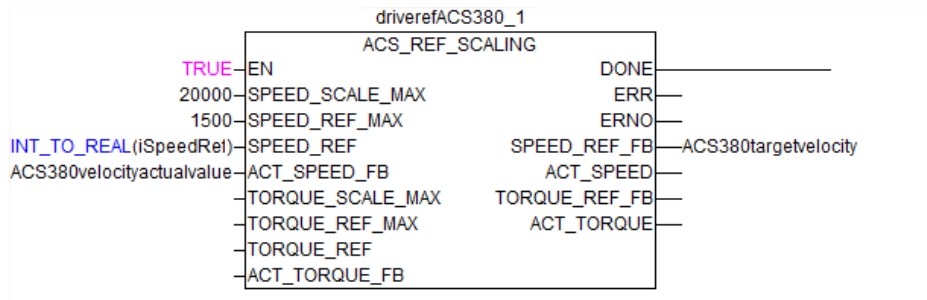 driverefACS380_1
ACS_REF_SCALING
TRUE EN DONE
20000 SPEED_SCALE_MAX ERR
1500 SPEED_REF_MAX ERNO
INT_TO_REAL(iSpeedRel) SPEED_REF SPEED_REF_FB ACS380targetvelocity
ACS380velocityactualvalue ACT_SPEED_FB ACT_SPEED
TORQUE_SCALE_MAX TORQUE_REF_FB
TORQUE_REF_MAX ACT_TORQUE
TORQUE_REF
ACT_TORQUE_FB